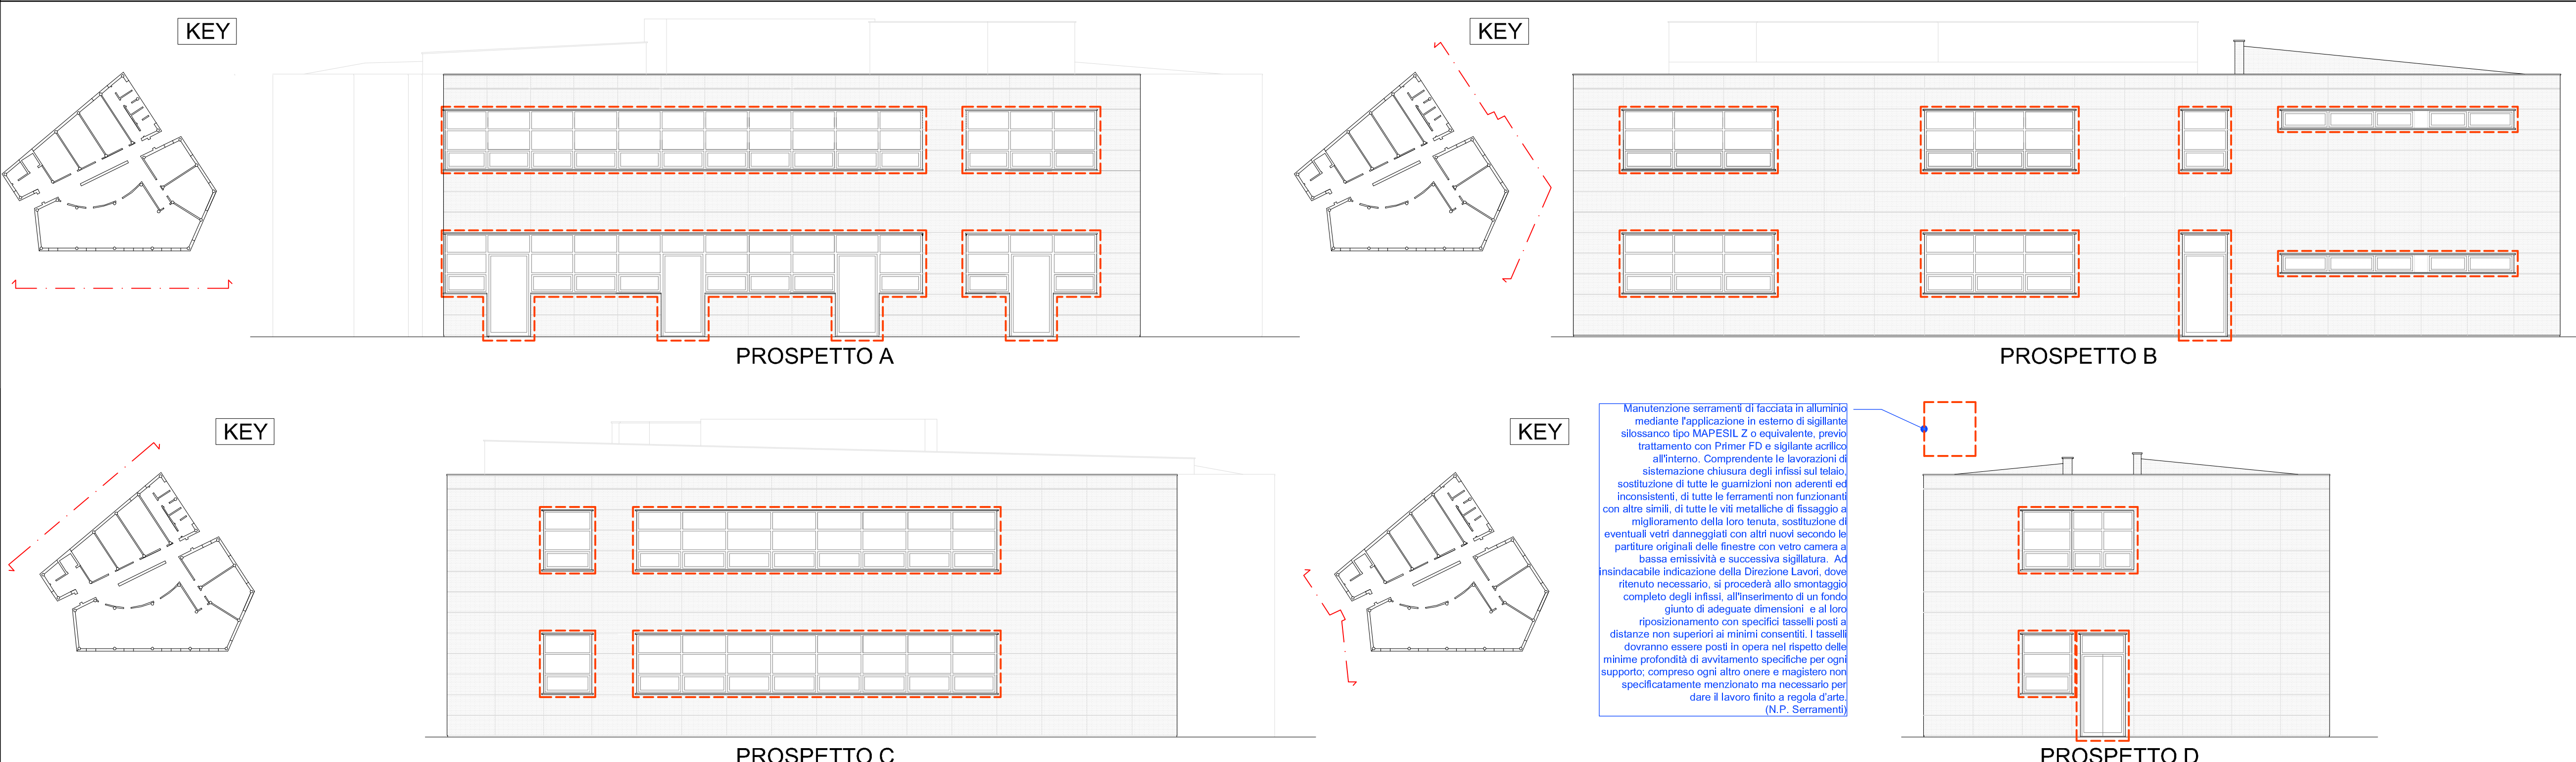 KEY
PROSPETTO A
KEY
PROSPETTO B
KEY
PROSPETTO C
KEY
Manutenzione serramenti di facciata in alluminio
mediante l'applicazione in esterno di sigillante
silossanco tipo MAPESIL Z o equivalente, previo
trattamento con Primer FD e sigilante acrilico
all'interno. Comprendente le lavorazioni di
sistemazione chiusura degli infissi sul telaio,
sostituzione di tutte le guarnizioni non aderenti ed
inconsistenti, di tutte le ferramenti non funzionanti
con altre simili, di tutte le viti metalliche di fissaggio a
miglioramento della loro tenuta, sostituzione di
eventuali vetri danneggiati con altri nuovi secondo le
partiture originali delle finestre con vetro camera a
bassa emissività e successiva sigillatura. Ad
insindacabile indicazione della Direzione Lavori, dove
ritenuto necessario, si procederà allo smontaggio
completo degli infissi, all'inserimento di un fondo
giunto di adeguate dimensioni e al loro
riposizionamento con specifici tasselli posti a
distanze non superiori ai minimi consentiti. I tasselli
dovranno essere posti in opera nel rispetto delle
minime profondità di avvitamento specifiche per ogni
supporto; compreso ogni altro onere e magistero non
specificatamente menzionato ma necessario per
dare il lavoro finito a regola d'arte.
(N.P. Serramenti)
PROSPETTO D